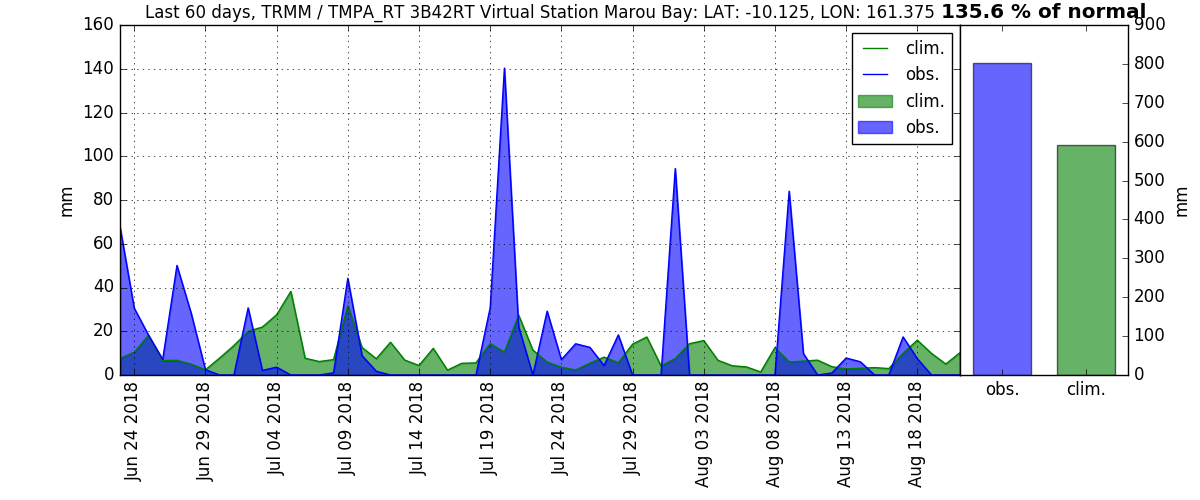 Last 60 days, TRMM / TMPA_RT 3B42RT Virtual Station Marou Bay: LAT: -10.125, LON: 161.375 135.6 % of normal
160
140
120
100
80
60
40
20
0
mm
clim.
obs.
clim.
obs.
Jun 24 2018
Jun 29 2018
Jul 04 2018
Jul 09 2018
Jul 14 2018
Jul 19 2018
Jul 24 2018
Jul 29 2018
Aug 03 2018
Aug 08 2018
Aug 13 2018
Aug 18 2018
900
800
700
600
500
400
300
200
100
0
mm
obs.
clim.